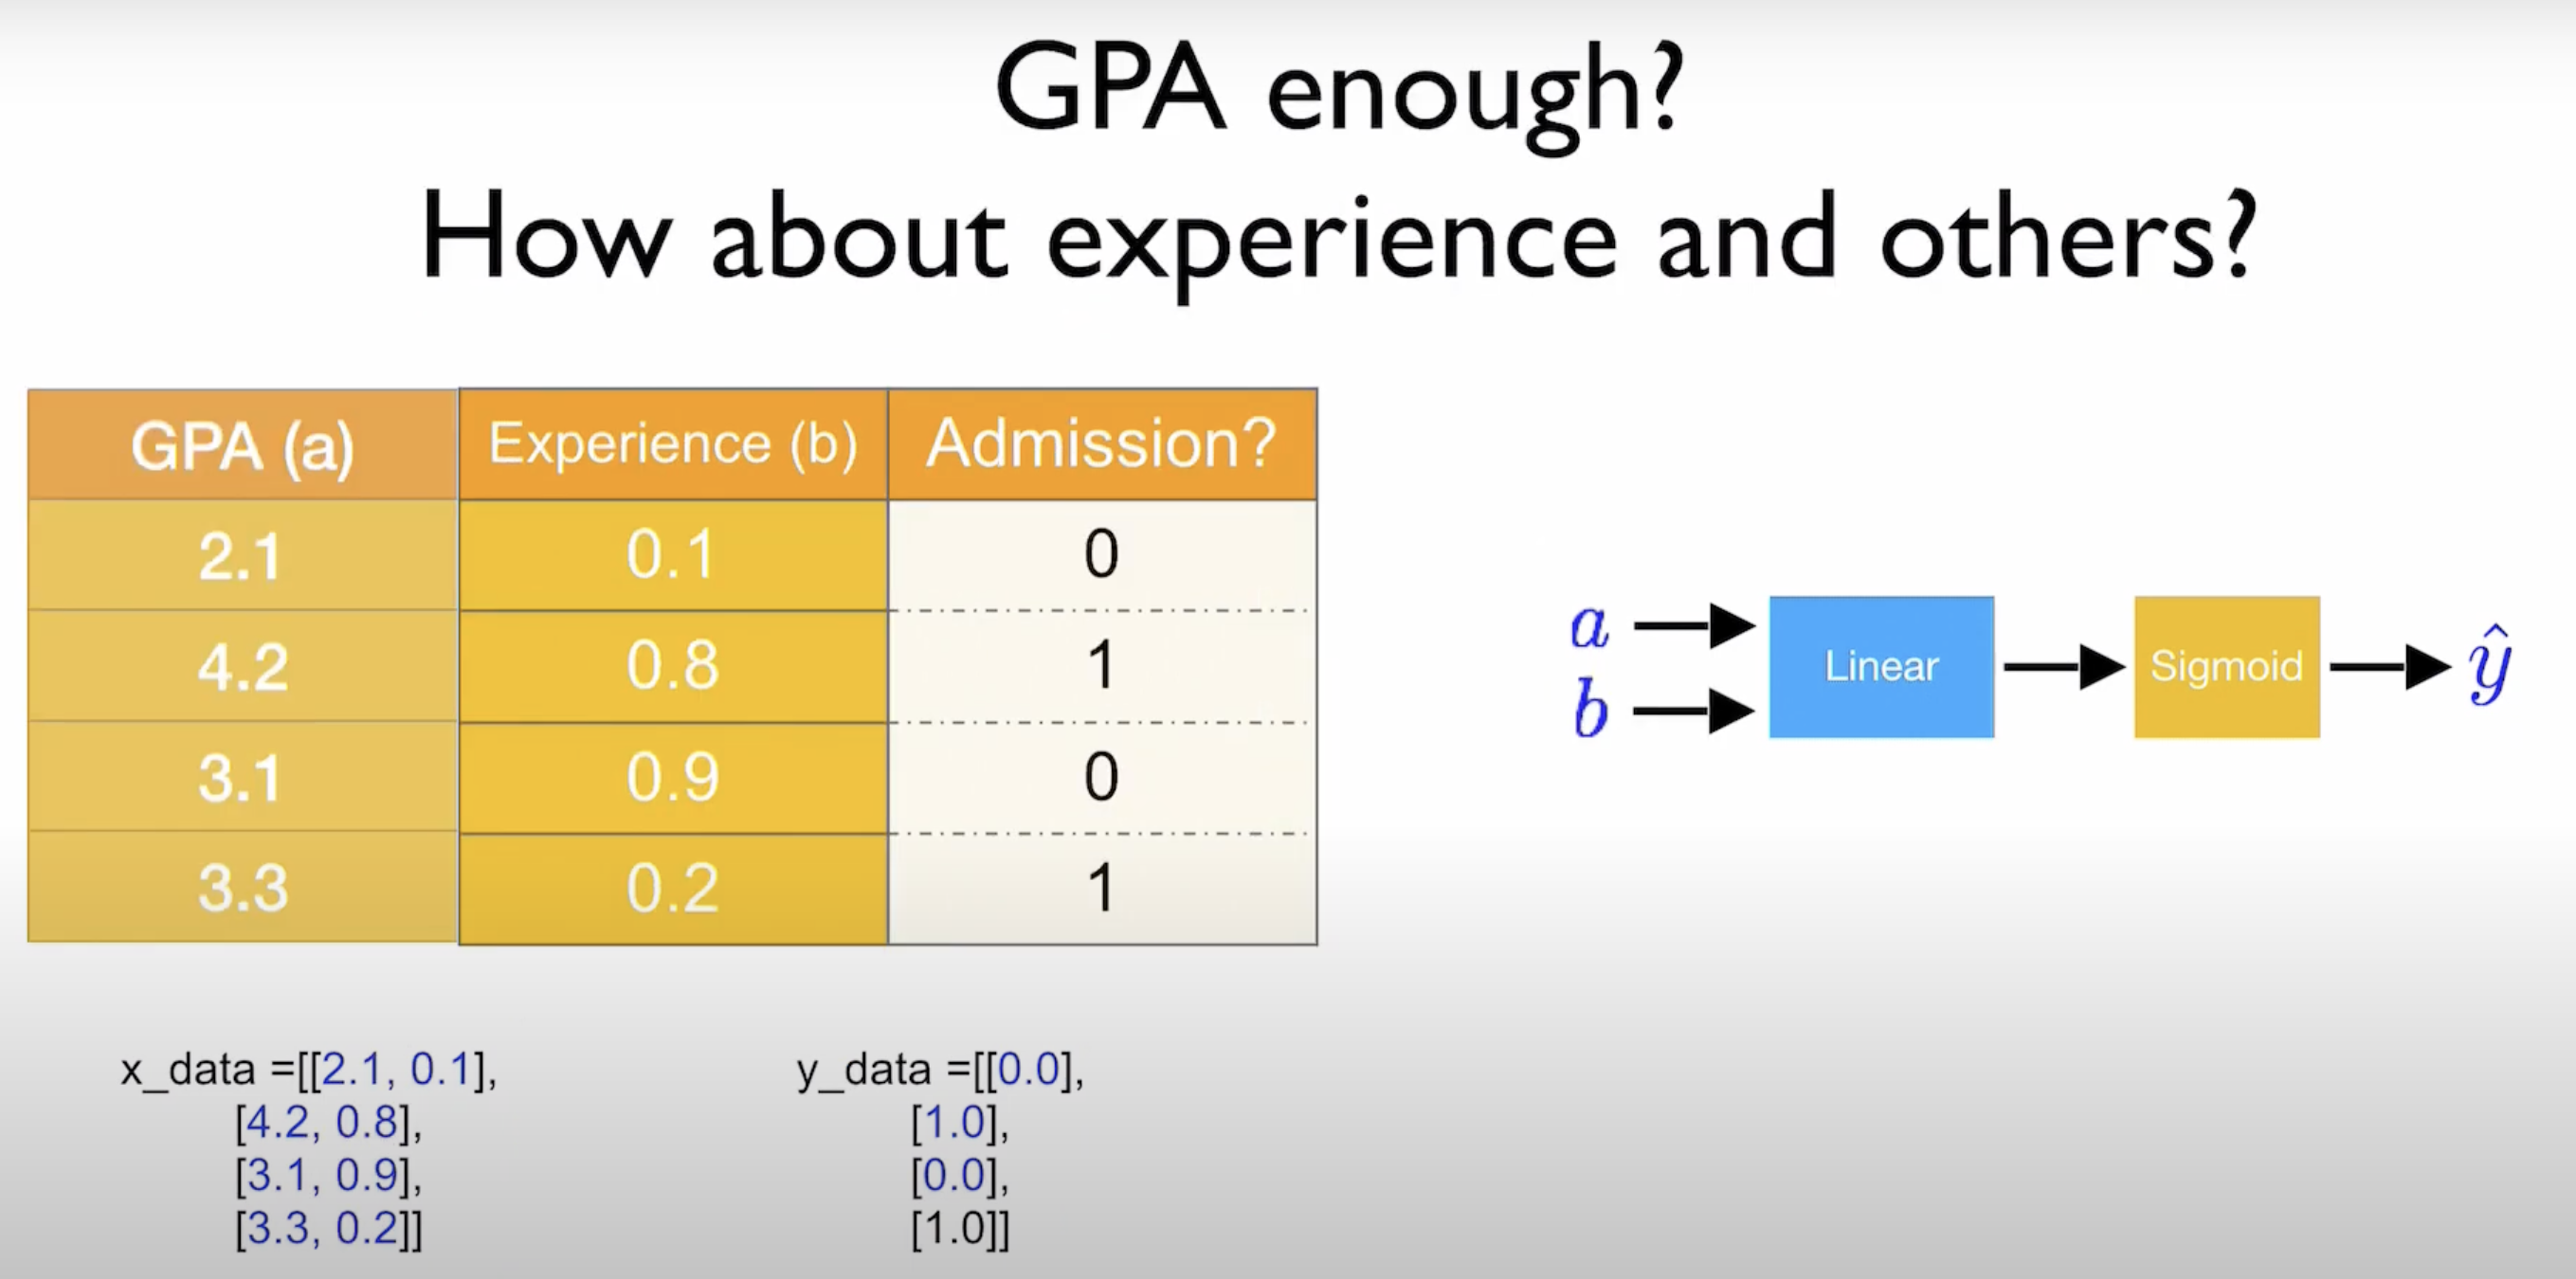 GPA enough?
How about experience and others?
GPA (a) Experience (b) Admission?
2.1 0.1 0
4.2 0.8 1
3.1 0.9 0
3.3 0.2 1
a
b
Linear
Sigmoid
ŷ
x_data =[[2.1, 0.1],
[4.2, 0.8],
[3.1, 0.9],
[3.3, 0.2]]
y_data =[[0.0],
[1.0],
[0.0],
[1.0]]